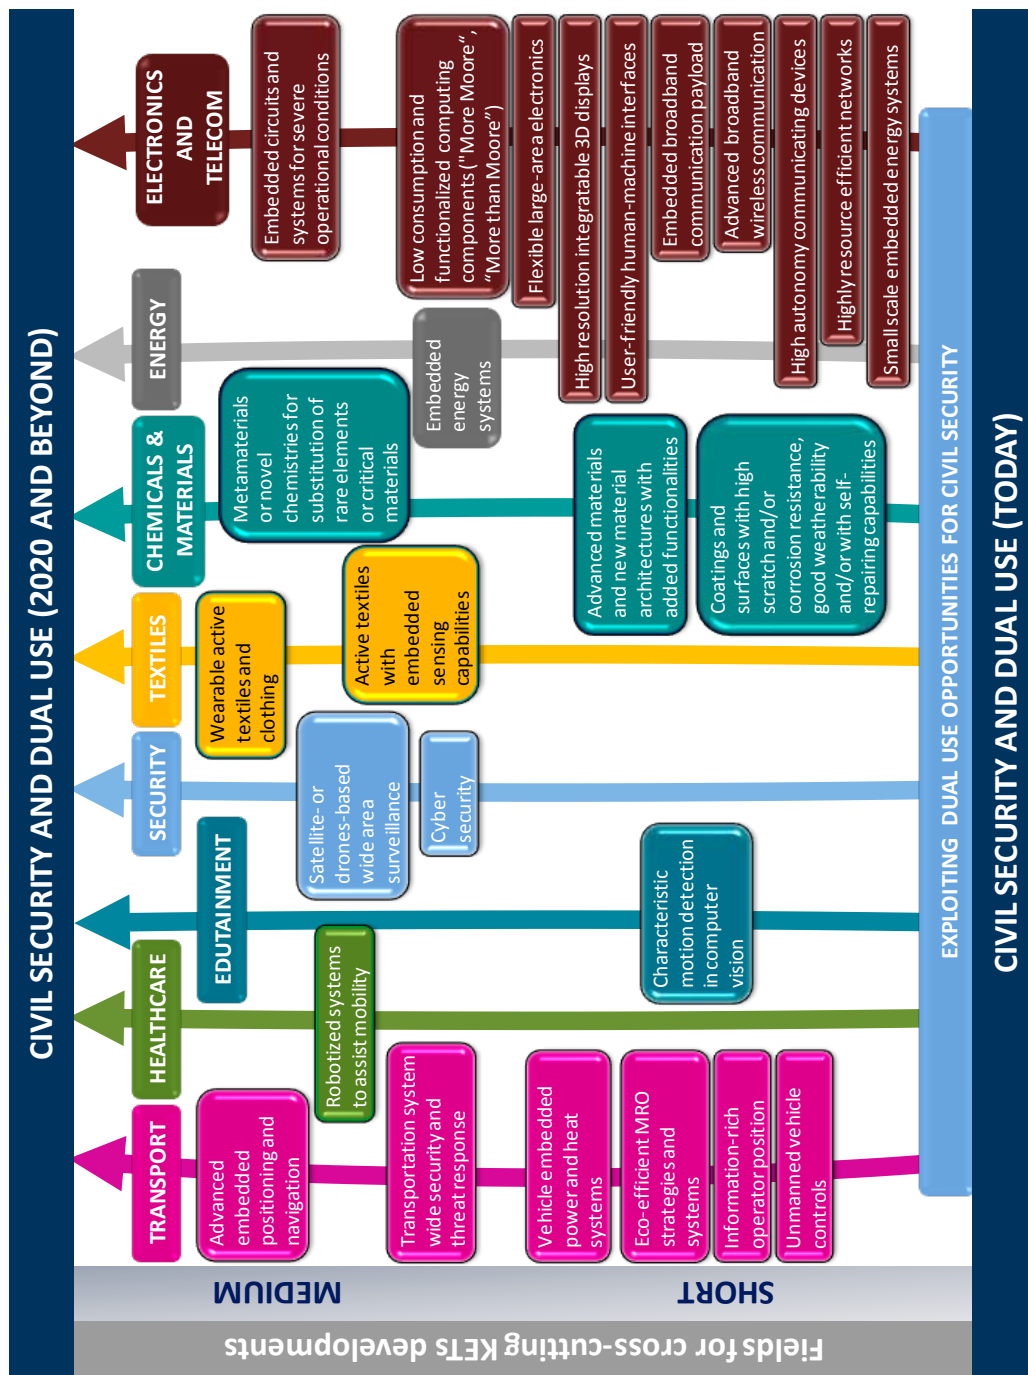 CIVIL SECURITY AND DUAL USE (2020 AND BEYOND)
TRANSPORT
HEALTHCARE
EDUTAINMENT
SECURITY
TEXTILES
CHEMICALS &
MATERIALS
ENERGY
ELECTRONICS
AND
TELECOM
Fields for cross-cutting KETs developments
MEDIUM
SHORT
Advanced
embedded
positioning and
navigation
Transportation system
wide security and
threat response
Vehicle embedded
power and heat
systems
Eco-efficient MRO
strategies and
systems
Information-rich
operator position
Unmanned vehicle
controls
Robotized systems
to assist mobility
Characteristic
motion detection
in computer
vision
Satellite- or
drones-based
wide area
surveillance
Cyber
security
Wearable active
textiles and
clothing
Active textiles
with
embedded
sensing
capabilities
Metamaterials
or novel
chemistries for
substitution of
rare elements
or critical
materials
Advanced materials
and new material
architectures with
added functionalities
Coatings and
surfaces with high
scratch and/or
corrosion resistance,
good weatherability
and/or with self-
repairing capabilities
Embedded
energy
systems
Embedded circuits and
systems for severe
operational conditions
Low consumption and
functionalized computing
components ("More Moore“,
“More than Moore”)
Flexible large-area electronics
High resolution integratable 3D displays
User-friendly human-machine interfaces
Embedded broadband
communication payload
Advanced broadband
wireless communication
High autonomy communicating devices
Highly resource efficient networks
Small scale embedded energy systems
EXPLOITING DUAL USE OPPORTUNITIES FOR CIVIL SECURITY
CIVIL SECURITY AND DUAL USE (TODAY)